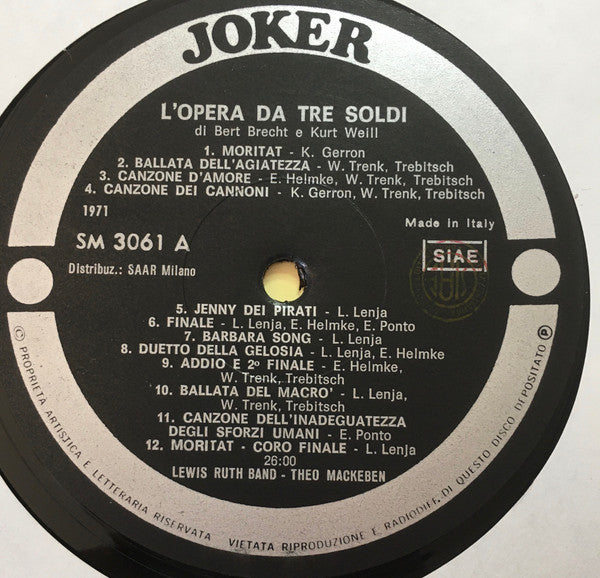 JOKER
L'OPERA DA TRE SOLDI
di Bert Brecht e Kurt Weill
1. MORITAT - K. Gerron
2. BALLATA DELL'AGIATEZZA - W. Trenk, Trebitsch
3. CANZONE D'AMORE - E. Helmke, W. Trenk, Trebitsch
4. CANZONE DEI CANNONI - K. Gerron, W. Trenk, Trebitsch
1971
Made in Italy
SM 3061 A
SIAE
Distribuz.: SAAR Milano
5. JENNY DEI PIRATI - L. Lenja
6. FINALE - L. Lenja, E. Helmke, E. Ponto
7. BARBARA SONG - L. Lenja
8. DUETTO DELLA GELOSIA - L. Lenja, E. Helmke
9. ADDIO E 2º FINALE - E. Helmke,
W. Trenk, Trebitsch
10. BALLATA DEL MACRO' - L. Lenja,
W. Trenk, Trebitsch
11. CANZONE DELL'INADEGUATEZZA
DEGLI SFORZI UMANI - E. Ponto
12. MORITAT - CORO FINALE - L. Lenja
26:00
LEWIS RUTH BAND - THEO MACKEBEN
© PROPRIETA ARTISTICA E LETTERARIA RISERVATA VIETATA RIPRODUZIONE E RADIODIFF. DI QUESTO DISCO DEPOSITATO ℗